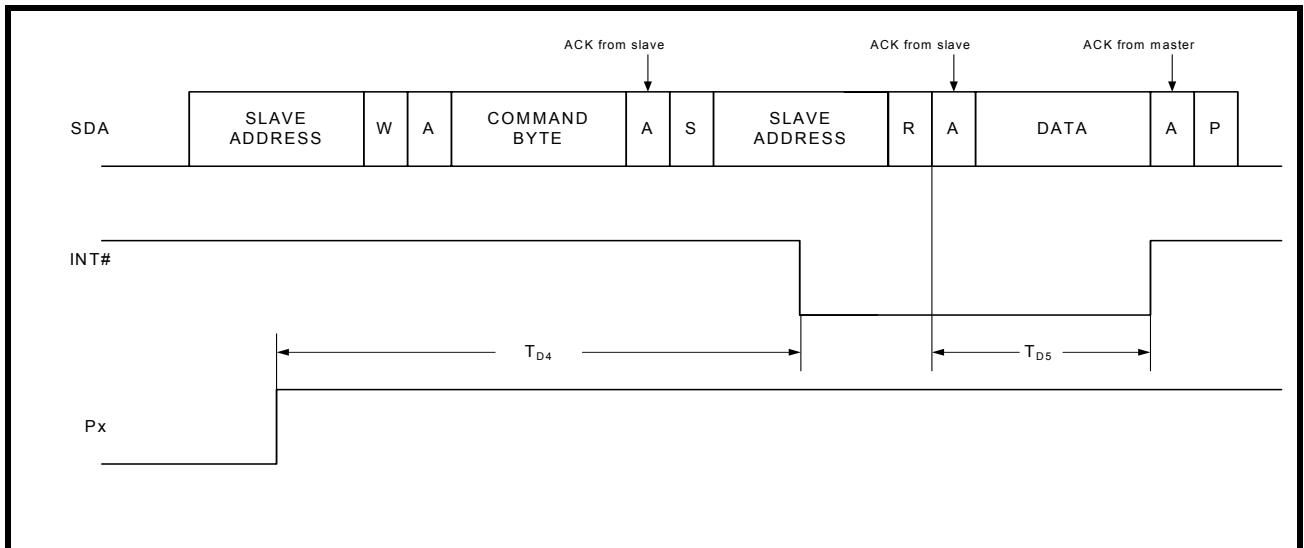 ACK from slave ACK from slave ACK from master
SDA SLAVE ADDRESS W A COMMAND BYTE A S SLAVE ADDRESS R A DATA A P
INT#
TD4 TD5
Px